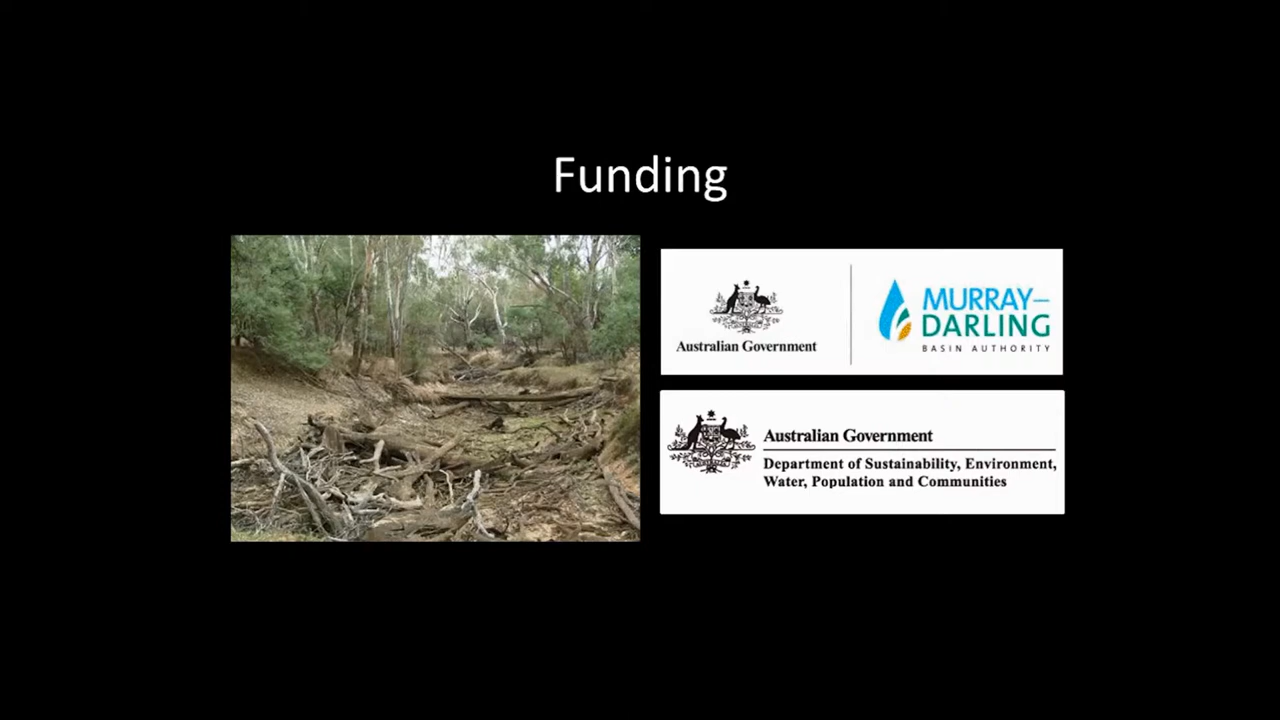 Funding
Australian Government
MURRAY–
DARLING
BASIN AUTHORITY
Australian Government
Department of Sustainability, Environment,
Water, Population and Communities